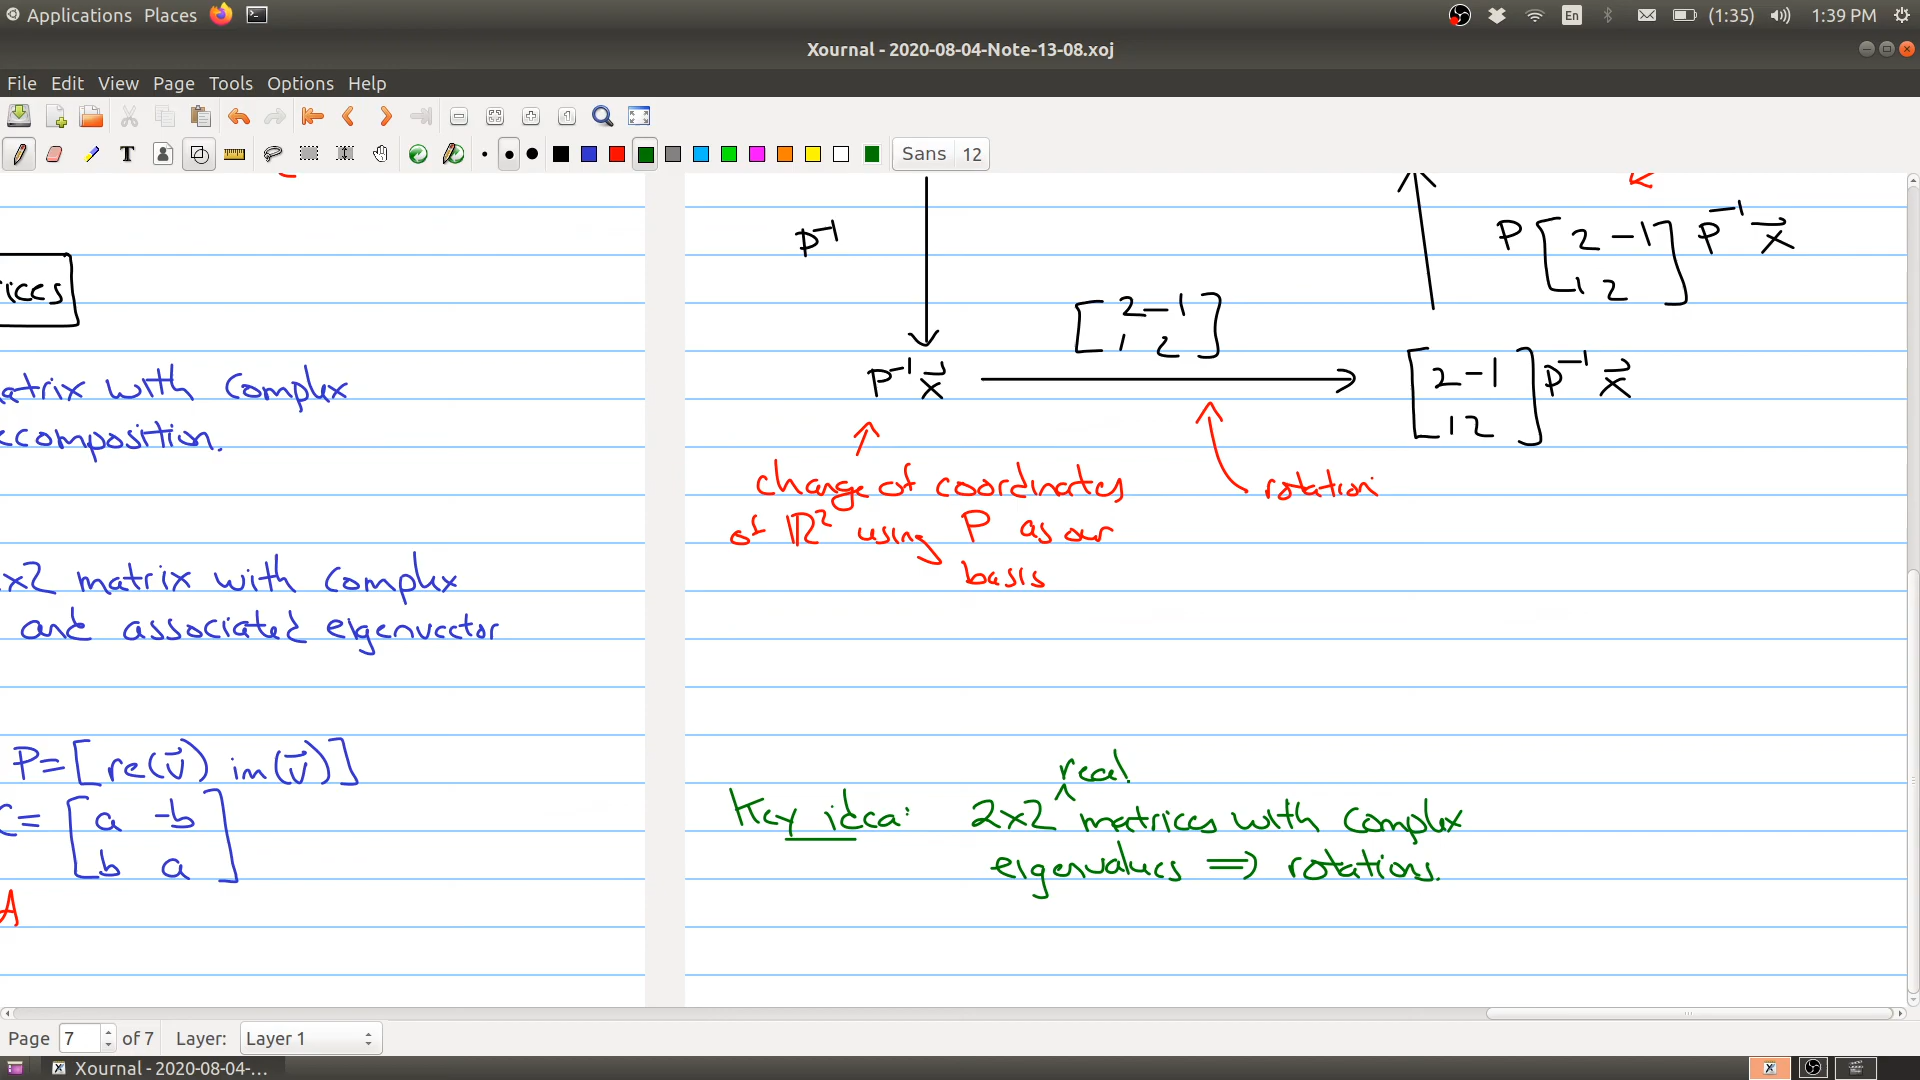 Applications Places En (1:35) 1:39 PM
Xournal - 2020-08-04-Note-13-08.xoj
File Edit View Page Tools Options Help
Sans 12
rices
atrix with complex
ecomposition.
x2 matrix with complex
and associated eigenvector
P = [re(v⃗) im(v⃗)]
C = [a -b
b a]
A
P⁻¹
P [2 -1
1 2] P⁻¹ x⃗
[2 -1
1 2]
P⁻¹ x⃗
[2 -1
1 2] P⁻¹ x⃗
change of coordinates
of ℝ² using P as our
basis
rotation
real
Key idea: 2x2 ^ matrices with complex
eigenvalues ⟹ rotations.
Page 7 of 7 Layer: Layer 1
Xournal - 2020-08-04-...